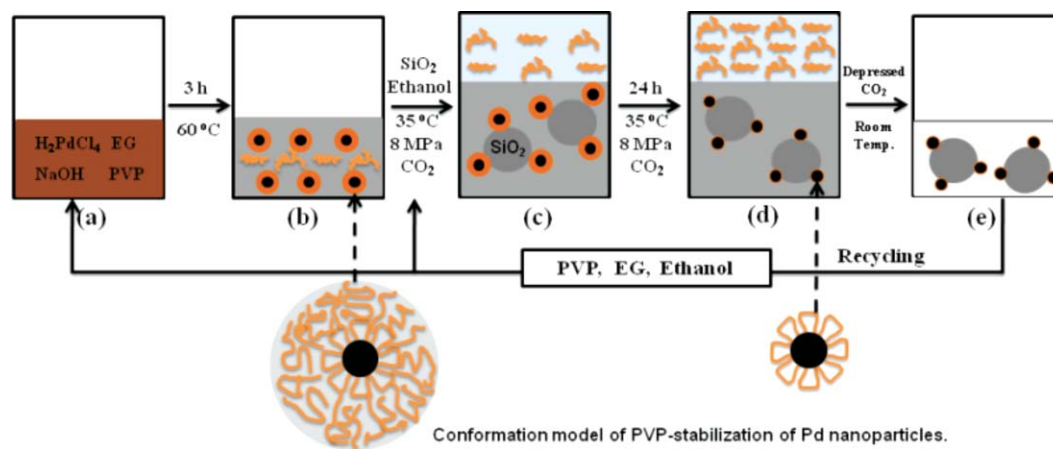 H₂PdCl₄ EG
NaOH PVP
(a)
3 h
60 °C
(b)
SiO₂
Ethanol
35 °C
8 MPa
CO₂
SiO₂
(c)
24 h
35 °C
8 MPa
CO₂
(d)
Depressed
CO₂
Room
Temp.
(e)
PVP, EG, Ethanol
Recycling
Conformation model of PVP-stabilization of Pd nanoparticles.